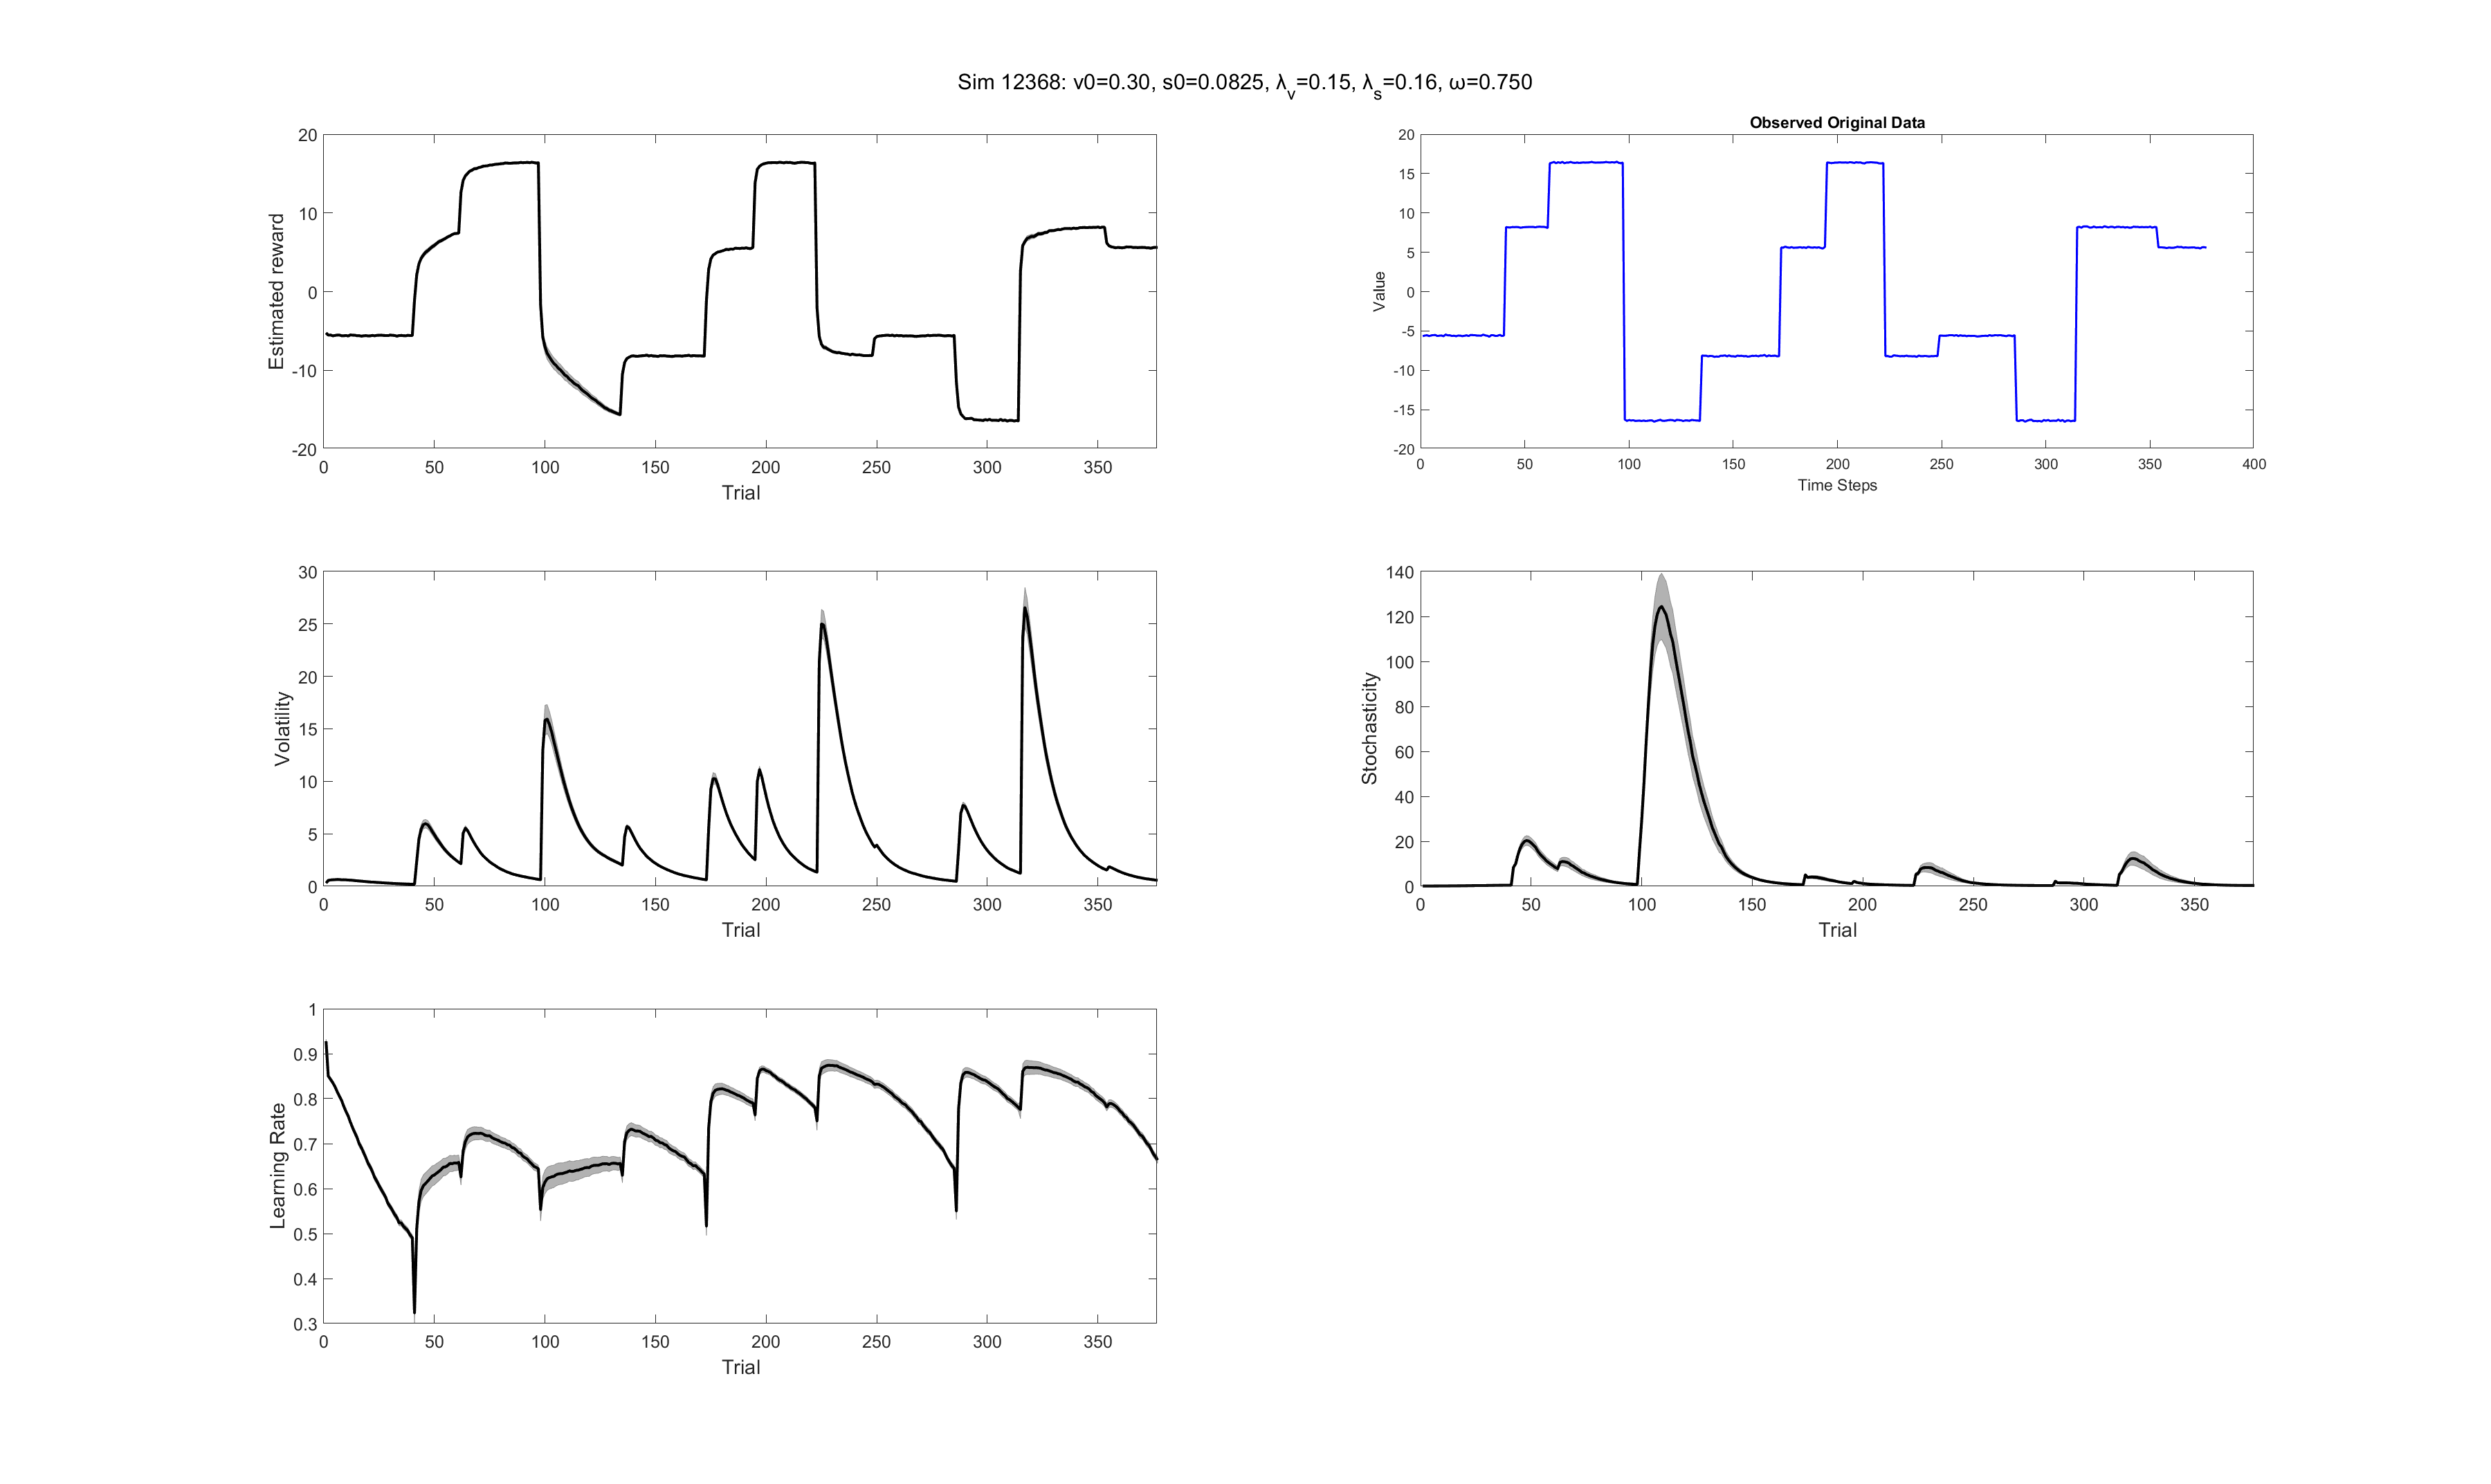 Sim 12368: v0=0.30, s0=0.0825, λv=0.15, λs=0.16, ω=0.750
Estimated reward
20
10
0
-10
-20
0 50 100 150 200 250 300 350
Trial
Observed Original Data
Value
20
15
10
5
0
-5
-10
-15
-20
0 50 100 150 200 250 300 350 400
Time Steps
Volatility
30
25
20
15
10
5
0
0 50 100 150 200 250 300 350
Trial
Stochasticity
140
120
100
80
60
40
20
0
0 50 100 150 200 250 300 350
Trial
Learning Rate
1
0.9
0.8
0.7
0.6
0.5
0.4
0.3
0 50 100 150 200 250 300 350
Trial